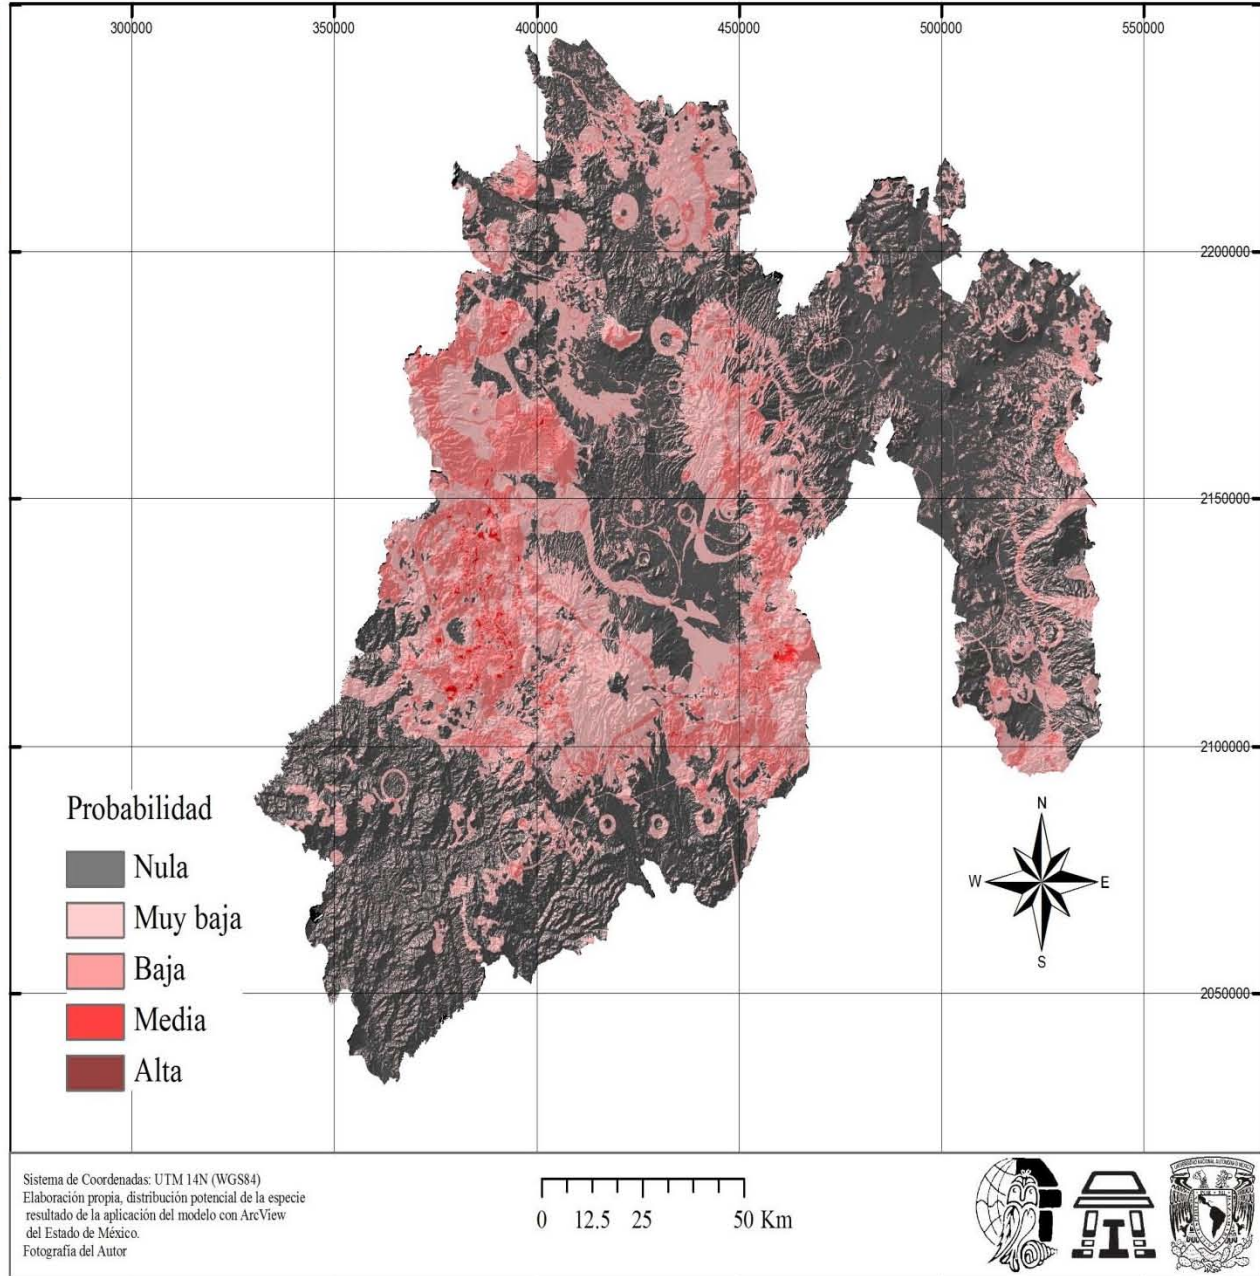 300000 350000 400000 450000 500000 550000
2200000
2150000
2100000
2050000
Probabilidad
Nula
Muy baja
Baja
Media
Alta
N
W E
S
Sistema de Coordenadas: UTM 14N (WGS84)
Elaboración propia, distribución potencial de la especie
resultado de la aplicación del modelo con ArcView
del Estado de México.
Fotografía del Autor
0 12.5 25 50 Km